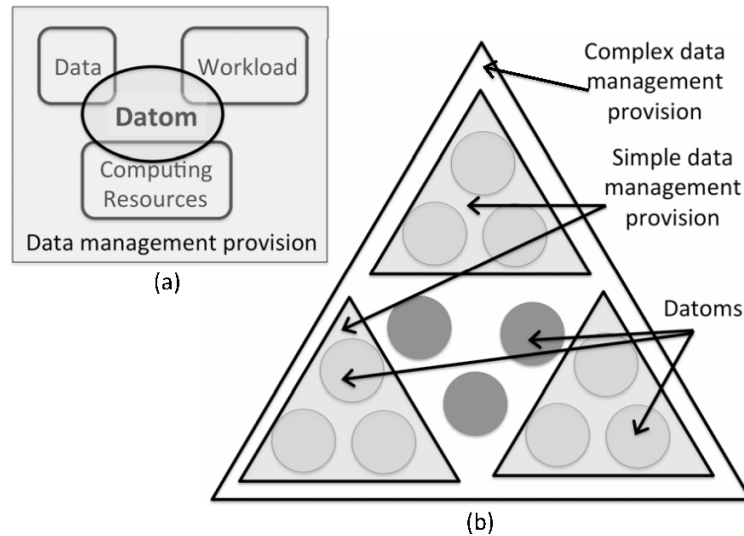 Data
Workload
Datom
Computing
Resources
Data management provision
(a)
Complex data
management
provision
Simple data
management
provision
Datoms
(b)